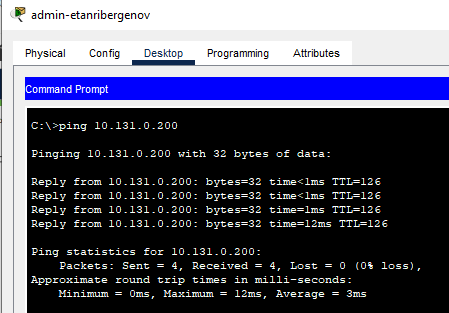 admin-etanribergenov
Physical Config Desktop Programming Attributes
Command Prompt
C:\>ping 10.131.0.200
Pinging 10.131.0.200 with 32 bytes of data:
Reply from 10.131.0.200: bytes=32 time<1ms TTL=126
Reply from 10.131.0.200: bytes=32 time<1ms TTL=126
Reply from 10.131.0.200: bytes=32 time=1ms TTL=126
Reply from 10.131.0.200: bytes=32 time=12ms TTL=126
Ping statistics for 10.131.0.200:
Packets: Sent = 4, Received = 4, Lost = 0 (0% loss),
Approximate round trip times in milli-seconds:
Minimum = 0ms, Maximum = 12ms, Average = 3ms